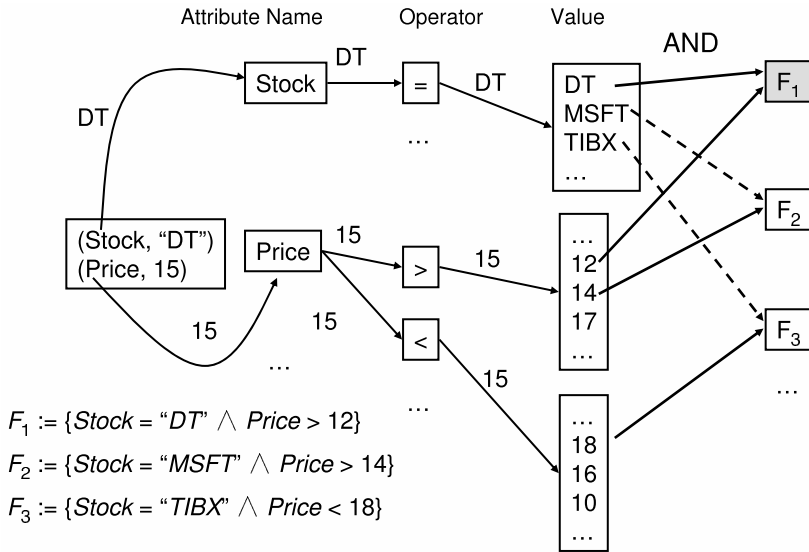 Attribute Name
Operator
Value
AND
DT
Stock
DT
=
DT
...
DT
MSFT
TIBX
...
F1
F2
F3
...
(Stock, “DT”)
(Price, 15)
15
Price
...
15
15
>
<
...
15
15
...
12
14
17
...
...
18
16
10
...
F1 := {Stock = “DT” ∧ Price > 12}
F2 := {Stock = “MSFT” ∧ Price > 14}
F3 := {Stock = “TIBX” ∧ Price < 18}